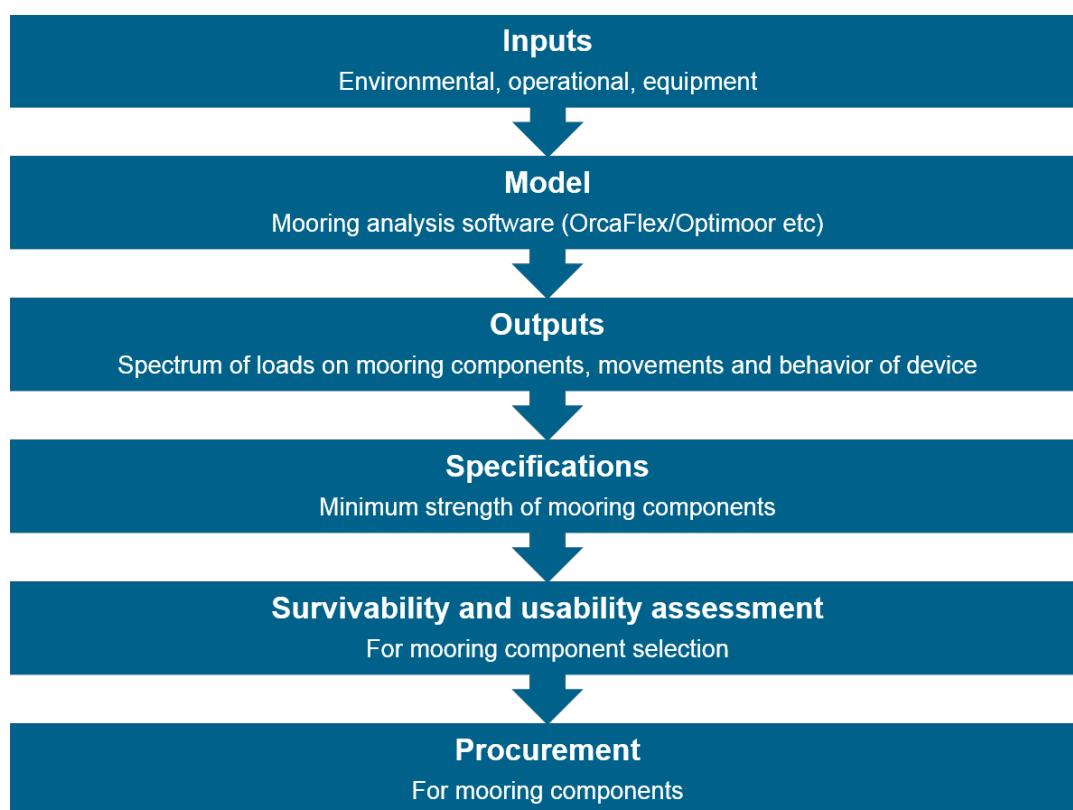 Inputs
Environmental, operational, equipment
Model
Mooring analysis software (OrcaFlex/Optimoor etc)
Outputs
Spectrum of loads on mooring components, movements and behavior of device
Specifications
Minimum strength of mooring components
Survivability and usability assessment
For mooring component selection
Procurement
For mooring components